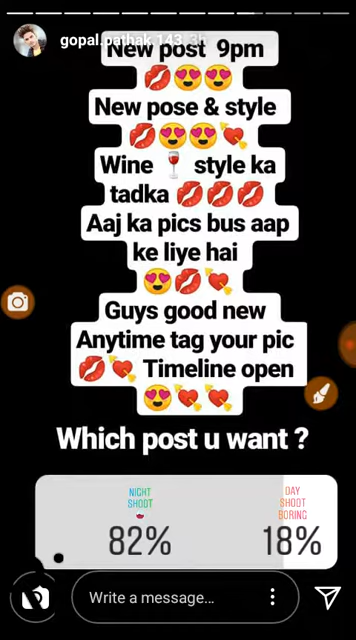 gopal.pathak_143 3h
New post 9pm
💋😍😍
New pose & style
💋😍😍💘
Wine 🍷 style ka
tadka 💋💋💋
Aaj ka pics bus aap
ke liye hai
😍💋💘
Guys good new
Anytime tag your pic
💋💘 Timeline open
😍💘💘
Which post u want ?
NIGHT
SHOOT
💋
82%
DAY
SHOOT
BORING
18%
Write a message...